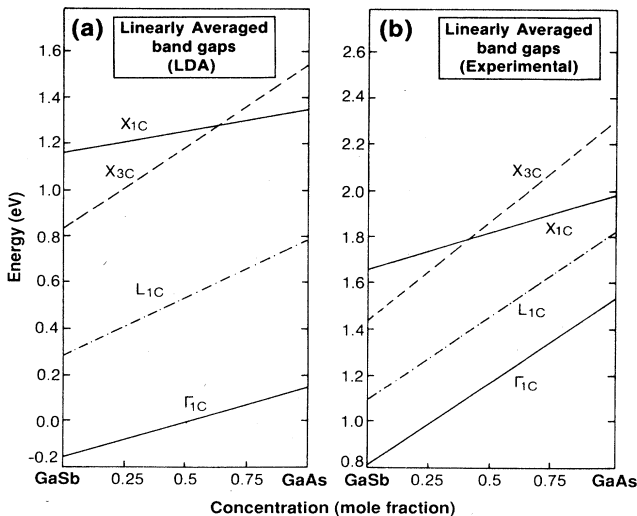 (a)
Linearly Averaged
band gaps
(LDA)
1.6
1.4
1.2
1.0
0.8
0.6
0.4
0.2
0.0
-0.2
Energy (eV)
X1C
X3C
L1C
Γ1C
GaSb
0.25
0.5
0.75
GaAs
(b)
Linearly Averaged
band gaps
(Experimental)
2.6
2.4
2.2
2.0
1.8
1.6
1.4
1.2
1.0
0.8
X3C
X1C
L1C
Γ1C
GaSb
0.25
0.5
0.75
GaAs
Concentration (mole fraction)